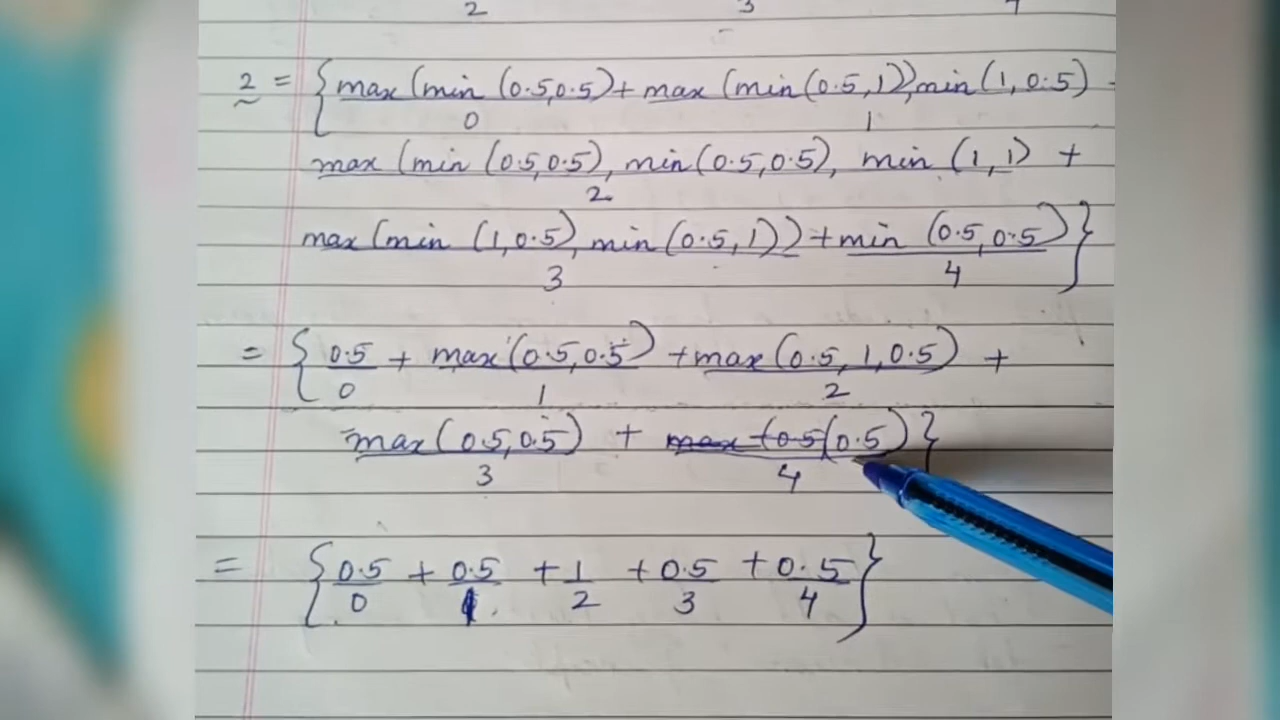 2 3 4
2 = { max (min (0.5,0.5) + max (min (0.5,1)), min (1, 0.5) -
0 1
max (min (0.5,0.5), min (0.5,0.5), min (1,1) +
2
max (min (1,0.5), min (0.5,1)) + min (0.5,0.5) }
3 4
= { 0.5 + max (0.5,0.5) + max (0.5, 1, 0.5) +
0 1 2
=max (0.5,0.5) + max (0.5 (0.5) }
3 4
= { 0.5 + 0.5 + 1 + 0.5 + 0.5 }
0 1 2 3 4